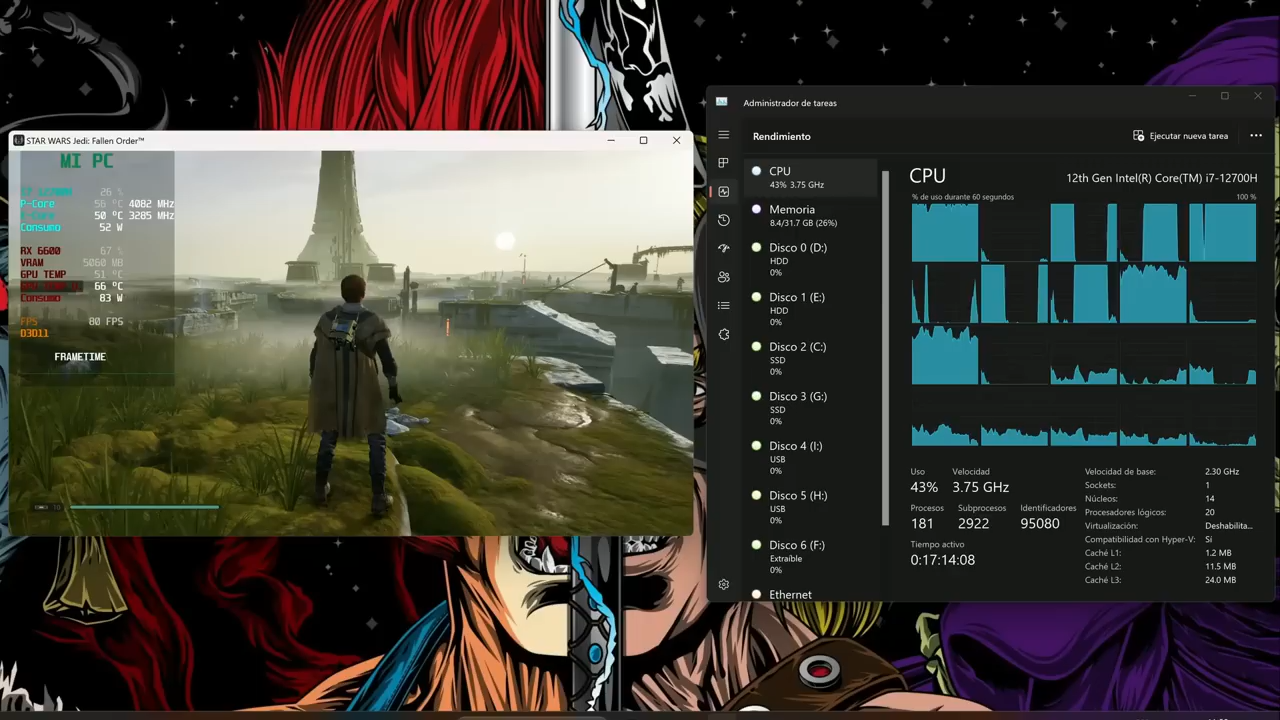 STAR WARS Jedi: Fallen Order™
MI PC
I7 12700H 26 %
P-Core 56 °C 4082 MHz
50 °C 3285 MHz
Consumo 52 W
RX 6600 67 %
VRAM 5060 MB
GPU TEMP 51 °C
66 °C
Consumo 83 W
FPS 80 FPS
D3D11
FRAMETIME
10
Administrador de tareas
Rendimiento
Ejecutar nueva tarea
CPU
43% 3.75 GHz
Memoria
8.4/31.7 GB (26%)
Disco 0 (D:)
HDD
0%
Disco 1 (E:)
HDD
0%
Disco 2 (C:)
SSD
0%
Disco 3 (G:)
SSD
0%
Disco 4 (I:)
USB
0%
Disco 5 (H:)
USB
0%
Disco 6 (F:)
Extraíble
0%
Ethernet
CPU 12th Gen Intel(R) Core(TM) i7-12700H
% de uso durante 60 segundos 100 %
Uso Velocidad
43% 3.75 GHz
Procesos Subprocesos Identificadores
181 2922 95080
Tiempo activo
0:17:14:08
Velocidad de base: 2.30 GHz
Sockets: 1
Núcleos: 14
Procesadores lógicos: 20
Virtualización: Deshabilita...
Compatibilidad con Hyper-V: Sí
Caché L1: 1.2 MB
Caché L2: 11.5 MB
Caché L3: 24.0 MB